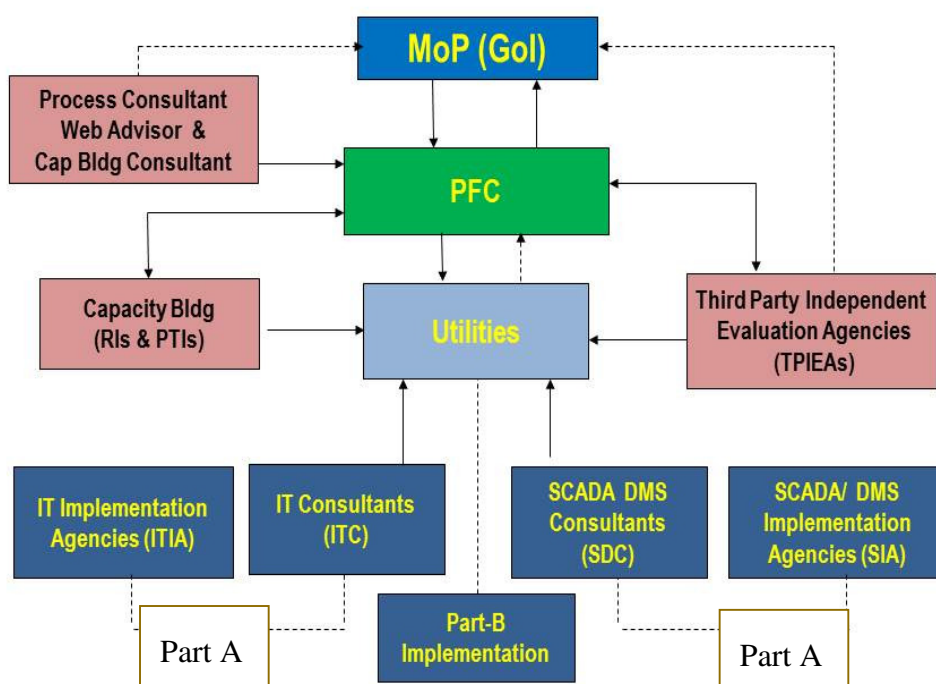 MoP (GoI)
Process Consultant
Web Advisor &
Cap Bldg Consultant
PFC
Capacity Bldg
(RIs & PTIs)
Utilities
Third Party Independent
Evaluation Agencies
(TPIEAs)
IT Implementation
Agencies (ITIA)
IT Consultants
(ITC)
SCADA DMS
Consultants
(SDC)
SCADA/ DMS
Implementation
Agencies (SIA)
Part A
Part-B
Implementation
Part A